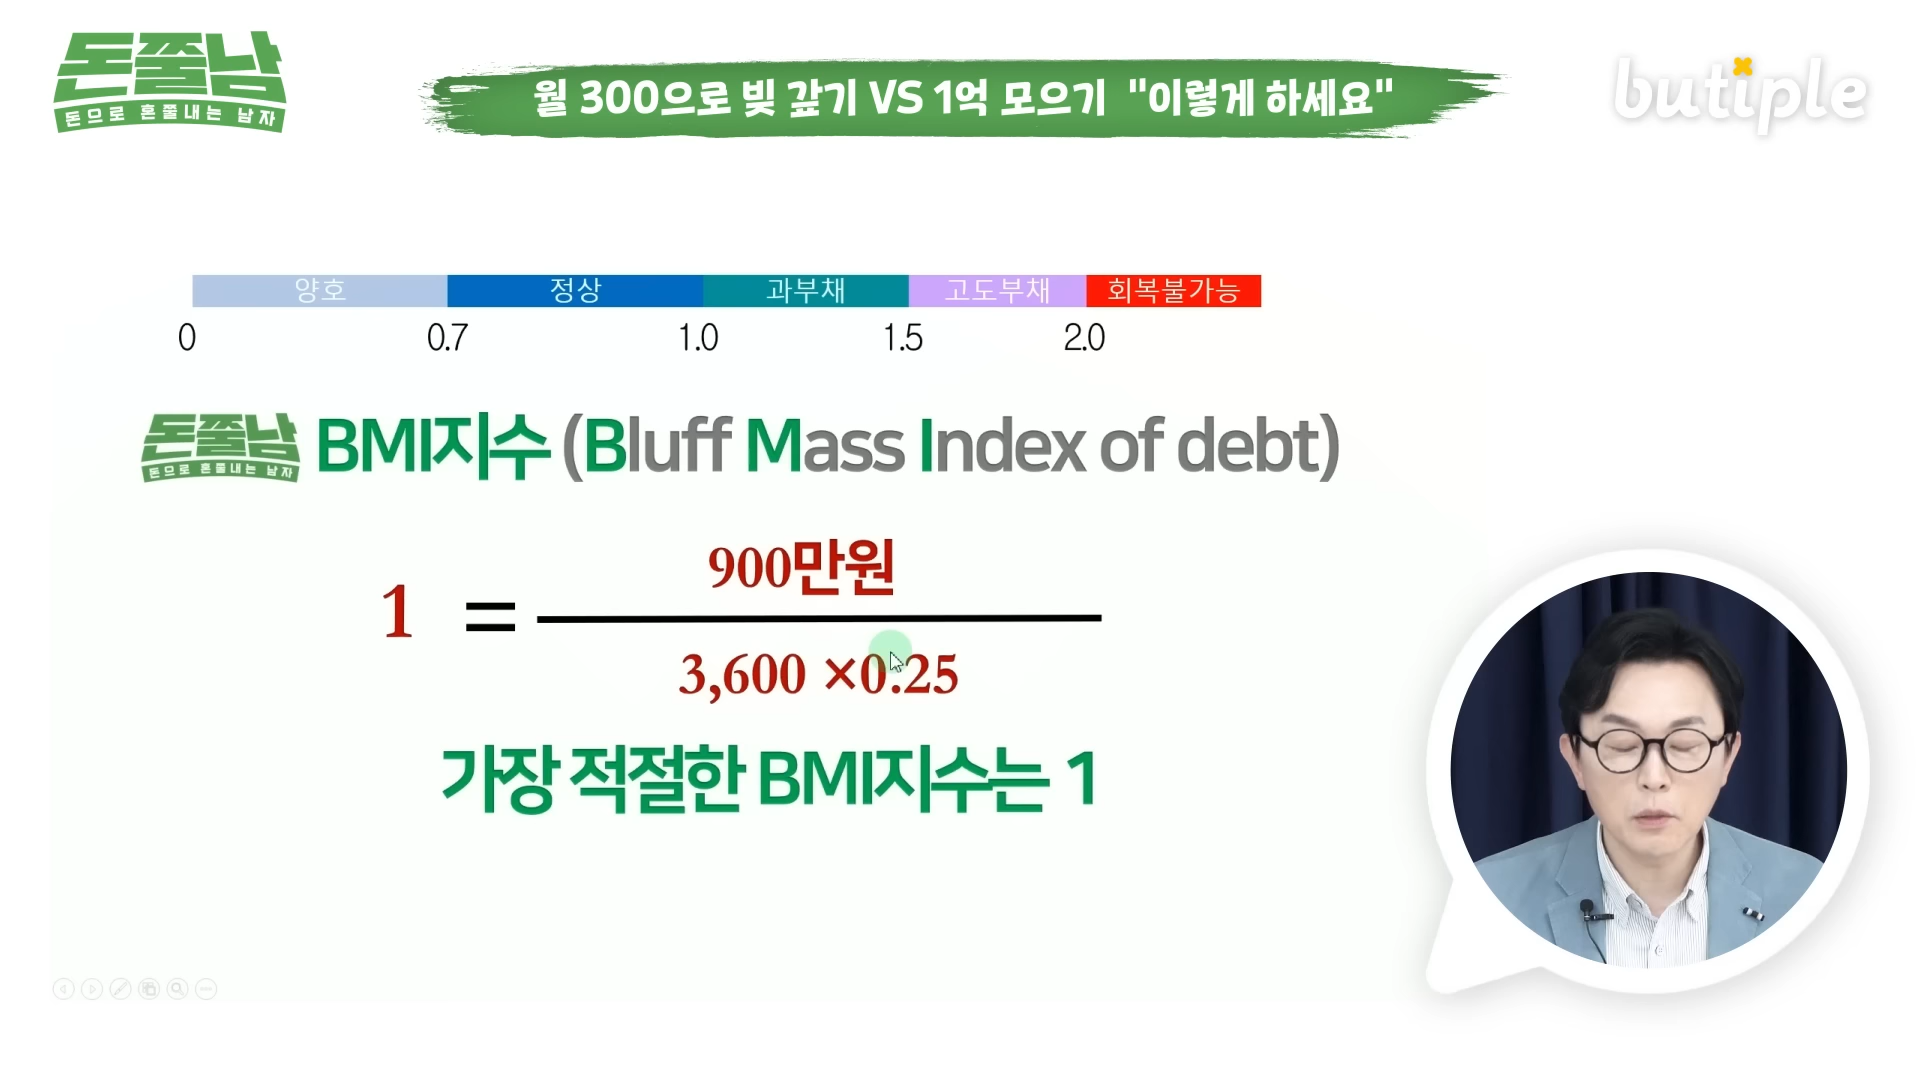 돈쭐남
돈으로 혼쭐내는 남자
월 300으로 빚 갚기 VS 1억 모으기 "이렇게 하세요"
butiple
양호 정상 과부채 고도부채 회복불가능
0 0.7 1.0 1.5 2.0
돈쭐남
돈으로 혼쭐내는 남자
BMI지수 (Bluff Mass Index of debt)
900만원
1 =
3,600 ×0.25
가장 적절한 BMI지수는 1